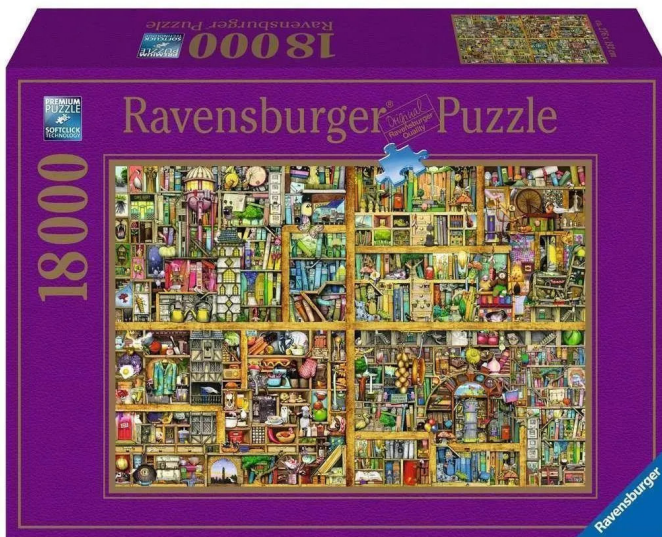 18000
Ravensburger Puzzle
PREMIUM
PUZZLE
SOFTCLICK
TECHNOLOGY
Ravensburger® Puzzle
Original
Ravensburger
Quality
18000
Ravensburger